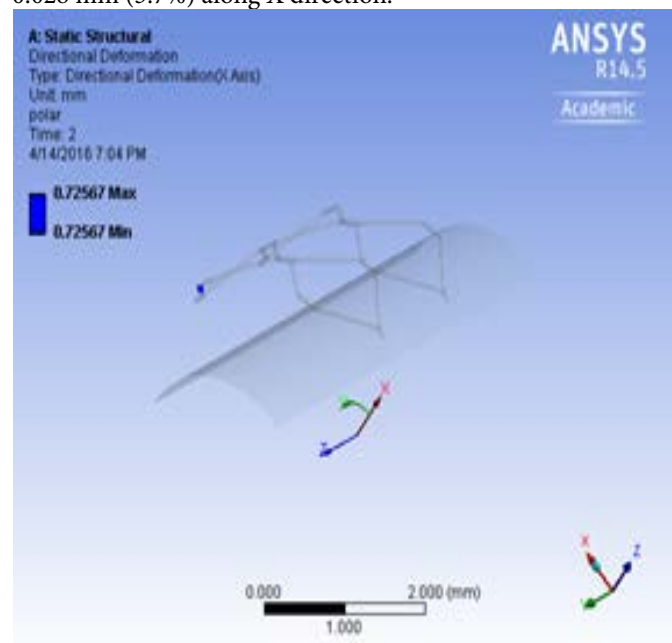 0.028 mm (3.7%) along X direction.
A: Static Structural
Directional Deformation
Type: Directional Deformation(X Axis)
Unit: mm
polar
Time: 2
4/14/2016 7:04 PM
0.72567 Max
0.72567 Min
ANSYS
R14.5
Academic
X
Z
X
Z
Y
0.000
2.000 (mm)
1.000